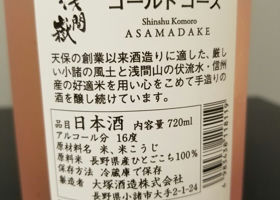 浅間嶽
ゴールドローズ
Shinshu Komoro
ASAMADAKE
天保の創業以来酒造りに適した、厳し
い小諸の風土と浅間山の伏流水・信州
産の好適米を用い心をこめて手造りの
酒を醸し続けています。
品目 日本酒 内容量 720ml
アルコール分 16度
原材料名 米、米こうじ
原料米 長野県産ひとごこち100%
保存方法 冷蔵庫で保存
製造者 大塚酒造株式会社
長野県小諸市大手2-1-24